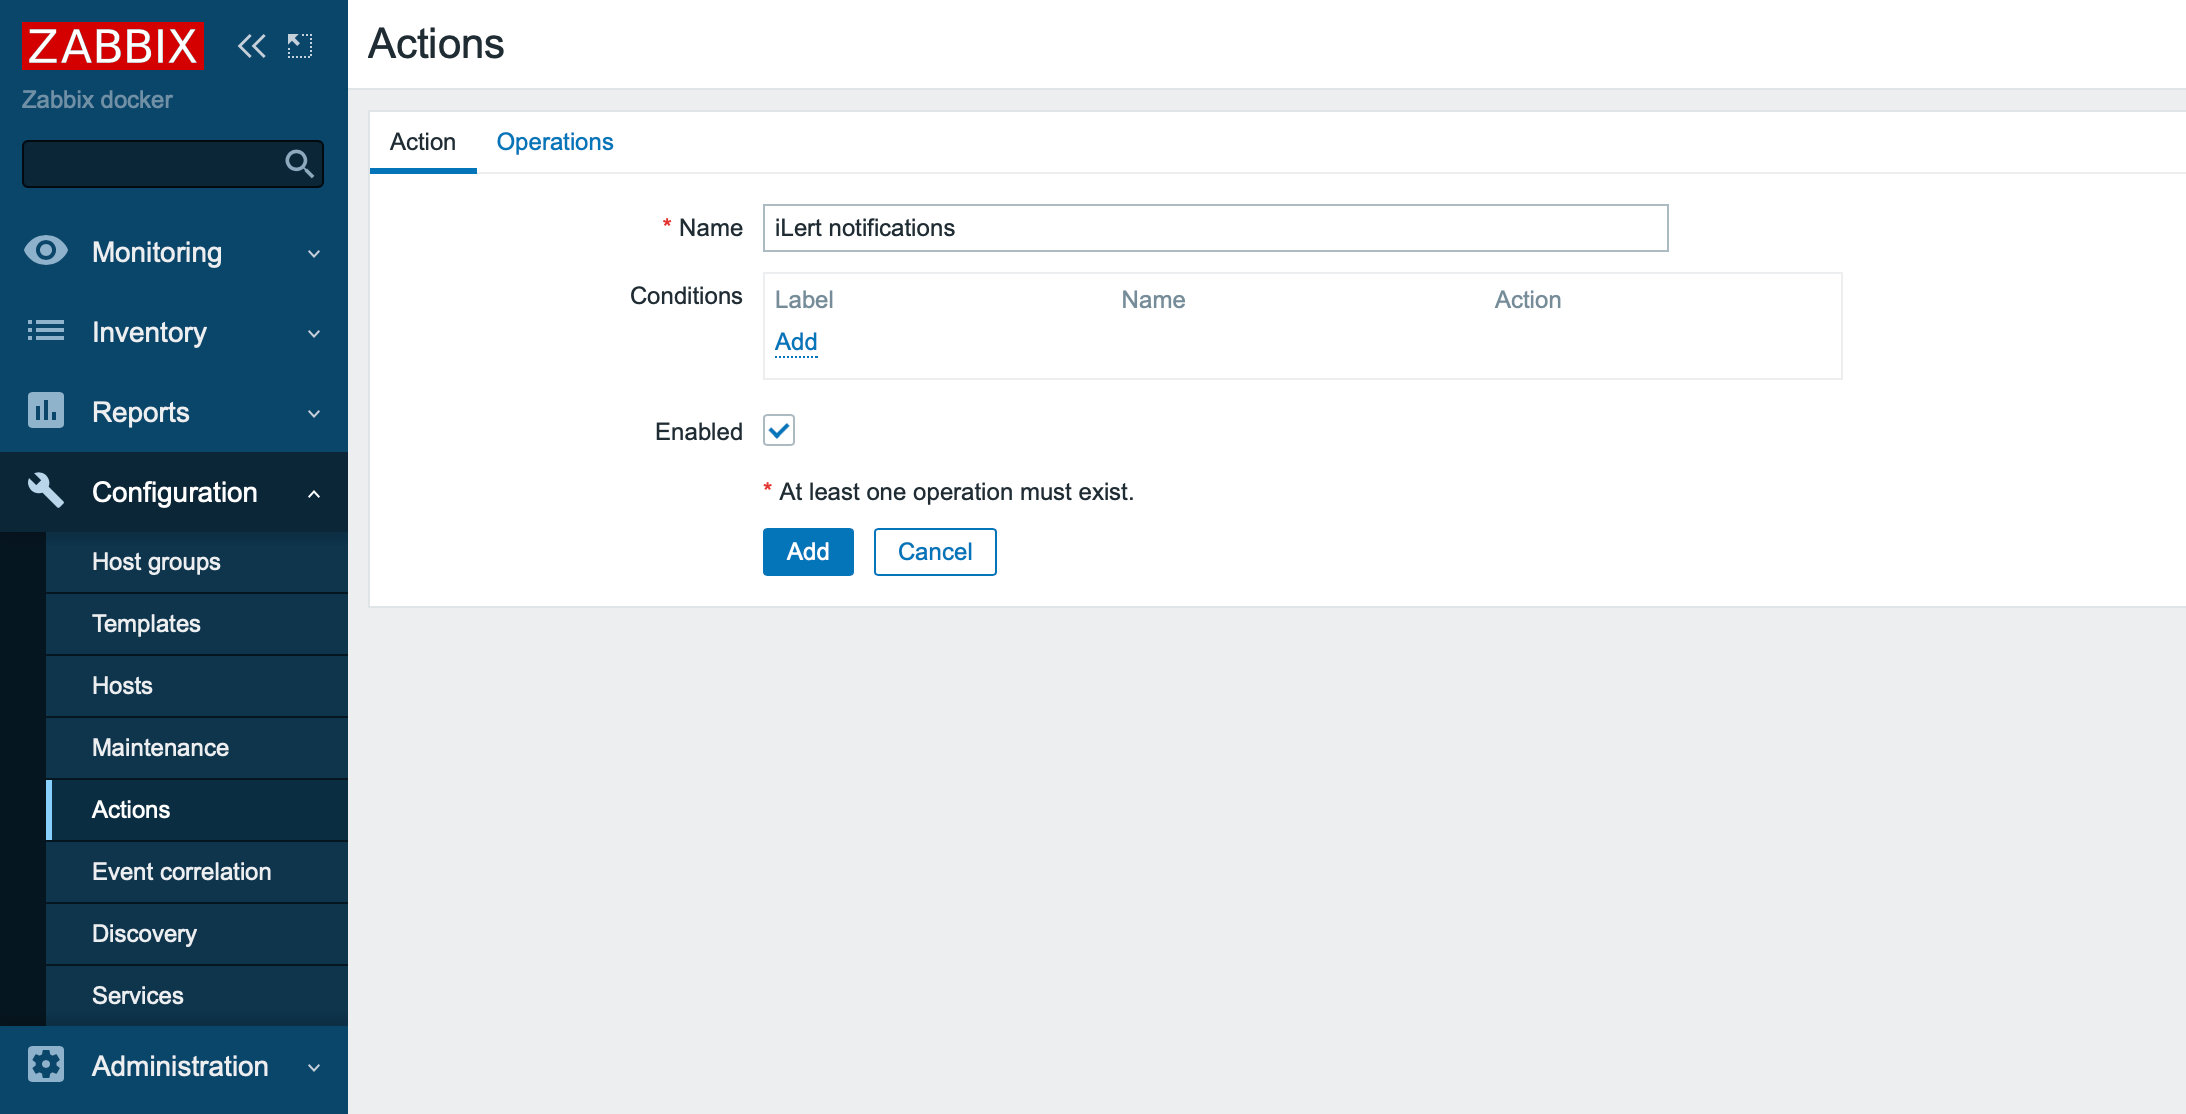 ZABBIX
Zabbix docker
Monitoring
Inventory
Reports
Configuration
Host groups
Templates
Hosts
Maintenance
Actions
Event correlation
Discovery
Services
Administration
Actions
Action Operations
* Name iLert notifications
Conditions Label Name Action
Add
Enabled
* At least one operation must exist.
Add Cancel